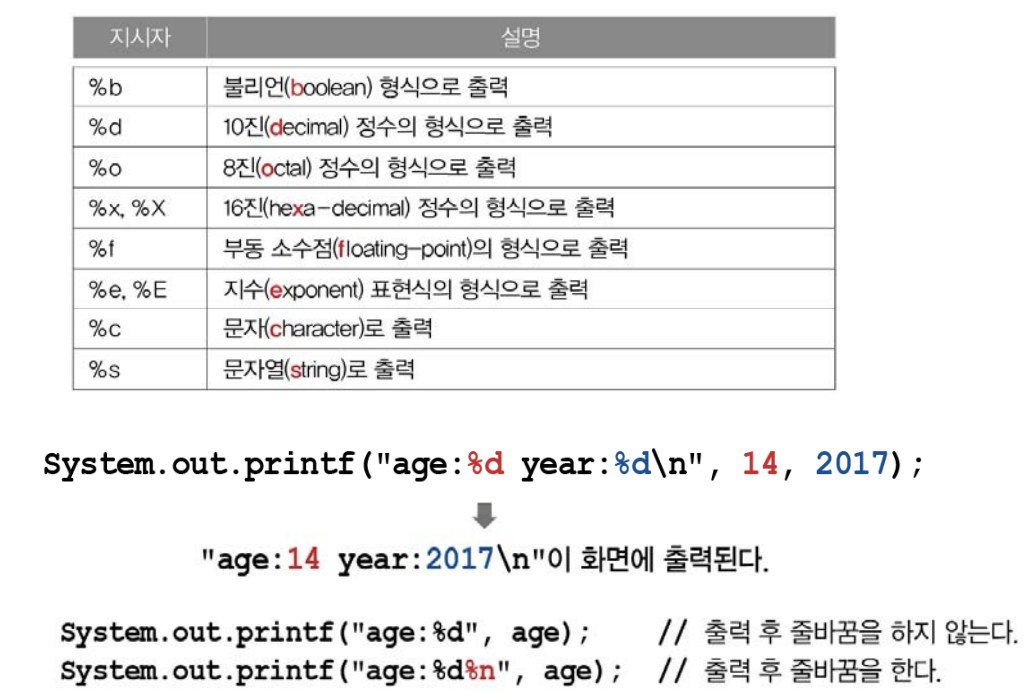 지시자 설명
%b 불리언(boolean) 형식으로 출력
%d 10진(decimal) 정수의 형식으로 출력
%o 8진(octal) 정수의 형식으로 출력
%x, %X 16진(hexa-decimal) 정수의 형식으로 출력
%f 부동 소수점(floating-point)의 형식으로 출력
%e, %E 지수(exponent) 표현식의 형식으로 출력
%c 문자(character)로 출력
%s 문자열(string)로 출력
System.out.printf("age:%d year:%d\n", 14, 2017);
"age:14 year:2017\n"이 화면에 출력된다.
System.out.printf("age:%d", age); // 출력 후 줄바꿈을 하지 않는다.
System.out.printf("age:%d%n", age); // 출력 후 줄바꿈을 한다.